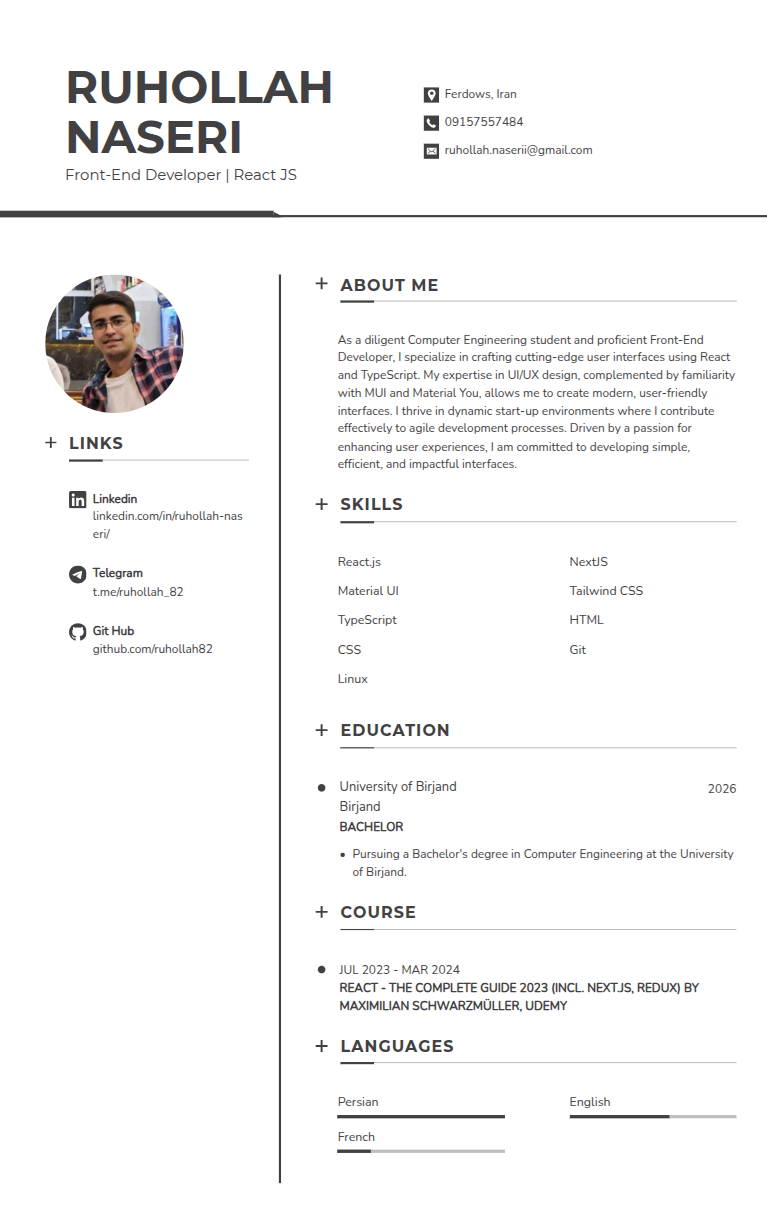 RUHOLLAH
NASERI
Front-End Developer | React JS
Ferdows, Iran
09157557484
ruhollah.naserii@gmail.com
LINKS
Linkedin
linkedin.com/in/ruhollah-nas
eri/
Telegram
t.me/ruhollah_82
Git Hub
github.com/ruhollah82
ABOUT ME
As a diligent Computer Engineering student and proficient Front-End
Developer, I specialize in crafting cutting-edge user interfaces using React
and TypeScript. My expertise in UI/UX design, complemented by familiarity
with MUI and Material You, allows me to create modern, user-friendly
interfaces. I thrive in dynamic start-up environments where I contribute
effectively to agile development processes. Driven by a passion for
enhancing user experiences, I am committed to developing simple,
efficient, and impactful interfaces.
SKILLS
React.js
NextJS
Material UI
Tailwind CSS
TypeScript
HTML
CSS
Git
Linux
EDUCATION
University of Birjand
2026
Birjand
BACHELOR
• Pursuing a Bachelor's degree in Computer Engineering at the University
of Birjand.
COURSE
JUL 2023 - MAR 2024
REACT - THE COMPLETE GUIDE 2023 (INCL. NEXT.JS, REDUX) BY
MAXIMILIAN SCHWARZMÜLLER, UDEMY
LANGUAGES
Persian
English
French